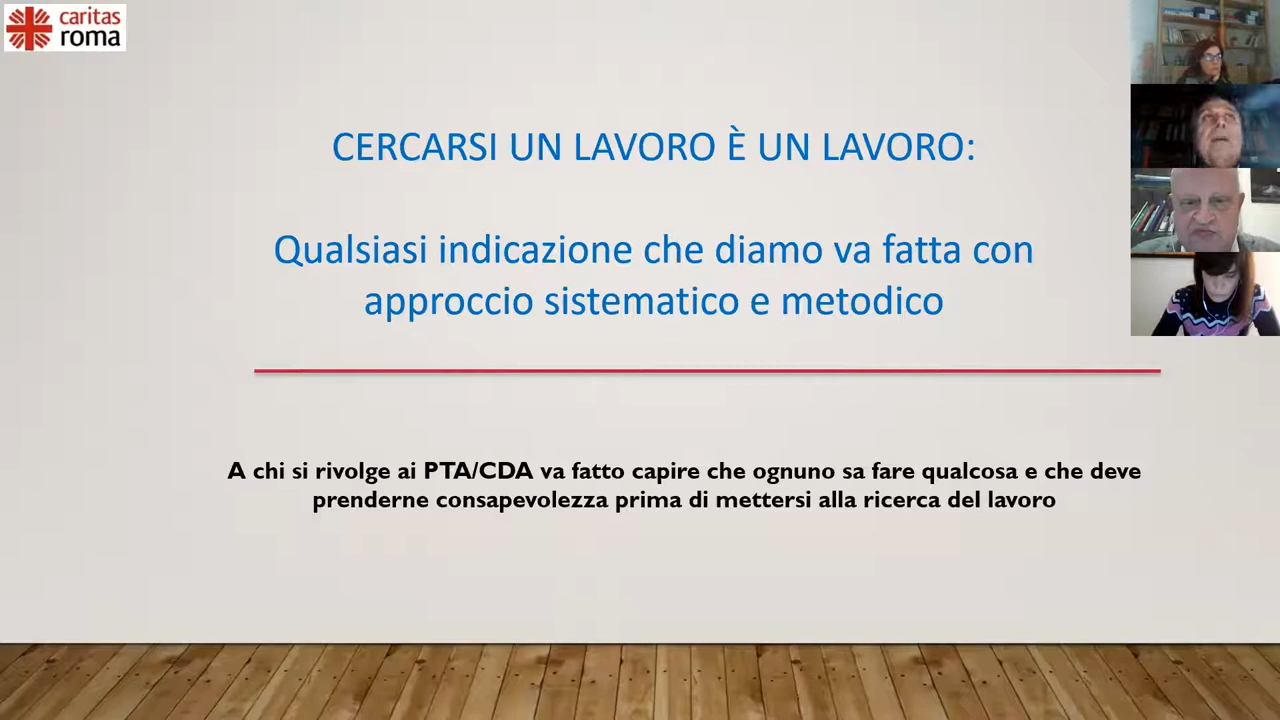 caritas
roma
CERCARSI UN LAVORO È UN LAVORO:
Qualsiasi indicazione che diamo va fatta con
approccio sistematico e metodico
A chi si rivolge ai PTA/CDA va fatto capire che ognuno sa fare qualcosa e che deve
prenderne consapevolezza prima di mettersi alla ricerca del lavoro